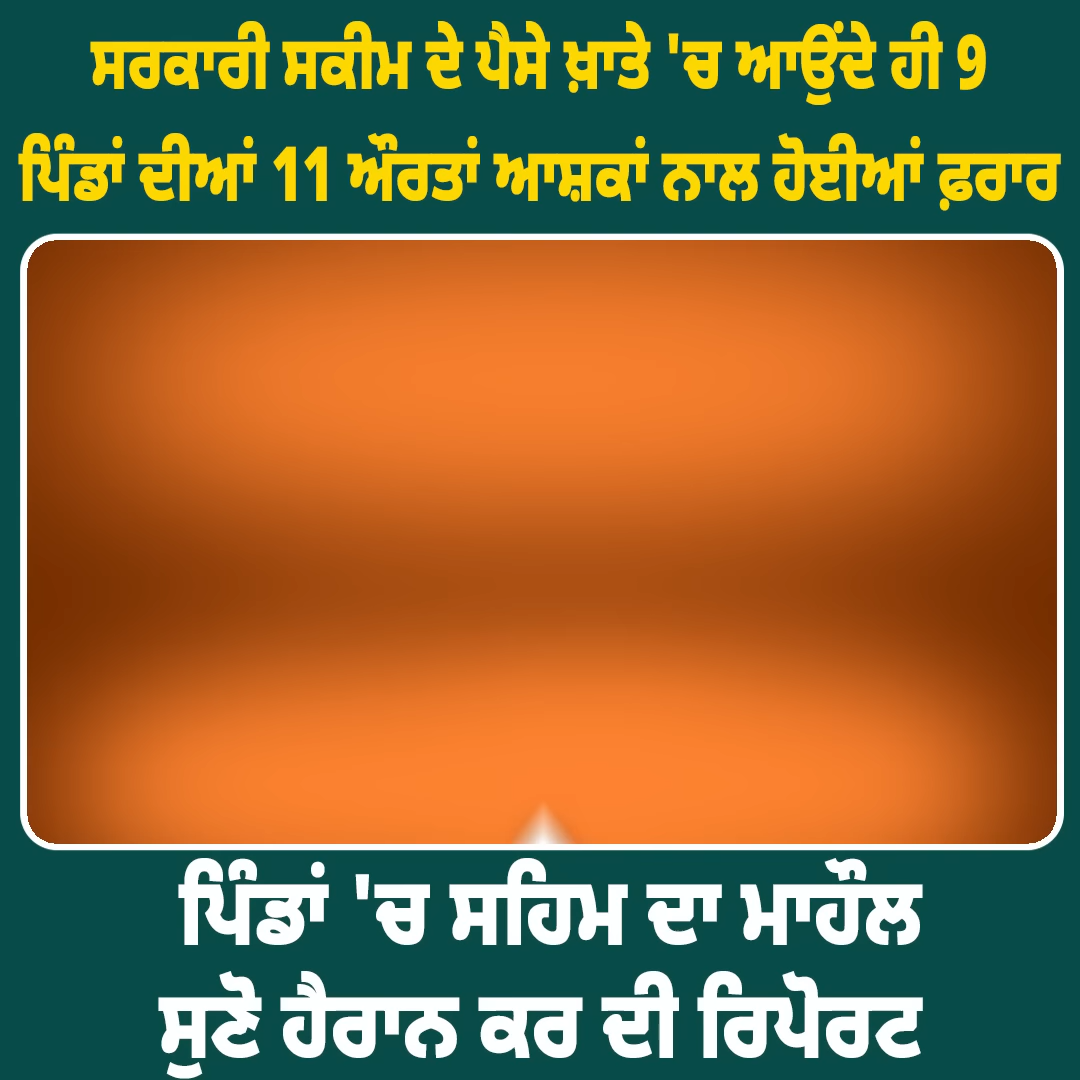 ਸਰਕਾਰੀ ਸਕੀਮ ਦੇ ਪੈਸੇ ਖ਼ਾਤੇ 'ਚ ਆਉਂਦੇ ਹੀ 9
ਪਿੰਡਾਂ ਦੀਆਂ 11 ਔਰਤਾਂ ਆਸ਼ਕਾਂ ਨਾਲ ਹੋਈਆਂ ਫ਼ਰਾਰ
ਪਿੰਡਾਂ 'ਚ ਸਹਿਮ ਦਾ ਮਾਹੌਲ
ਸੁਣੋ ਹੈਰਾਨ ਕਰ ਦੀ ਰਿਪੋਰਟ